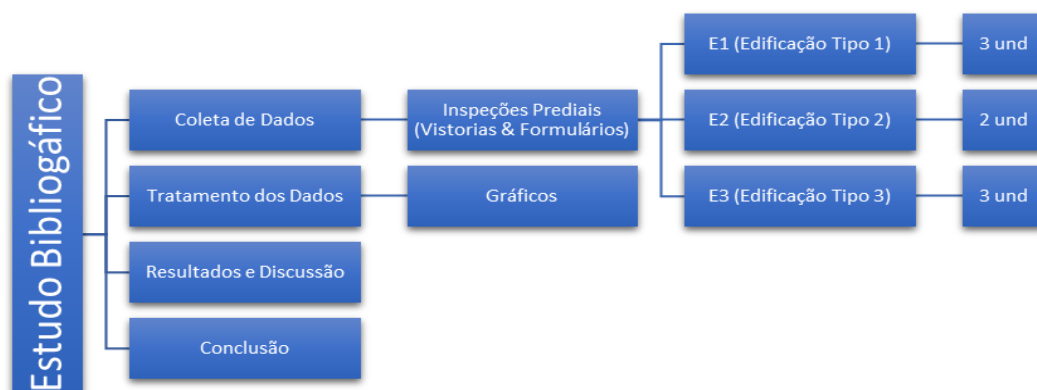 Estudo Bibliogáfico
Coleta de Dados
Inspeções Prediais
(Vistorias & Formulários)
E1 (Edificação Tipo 1)
3 und
E2 (Edificação Tipo 2)
2 und
E3 (Edificação Tipo 3)
3 und
Tratamento dos Dados
Gráficos
Resultados e Discussão
Conclusão